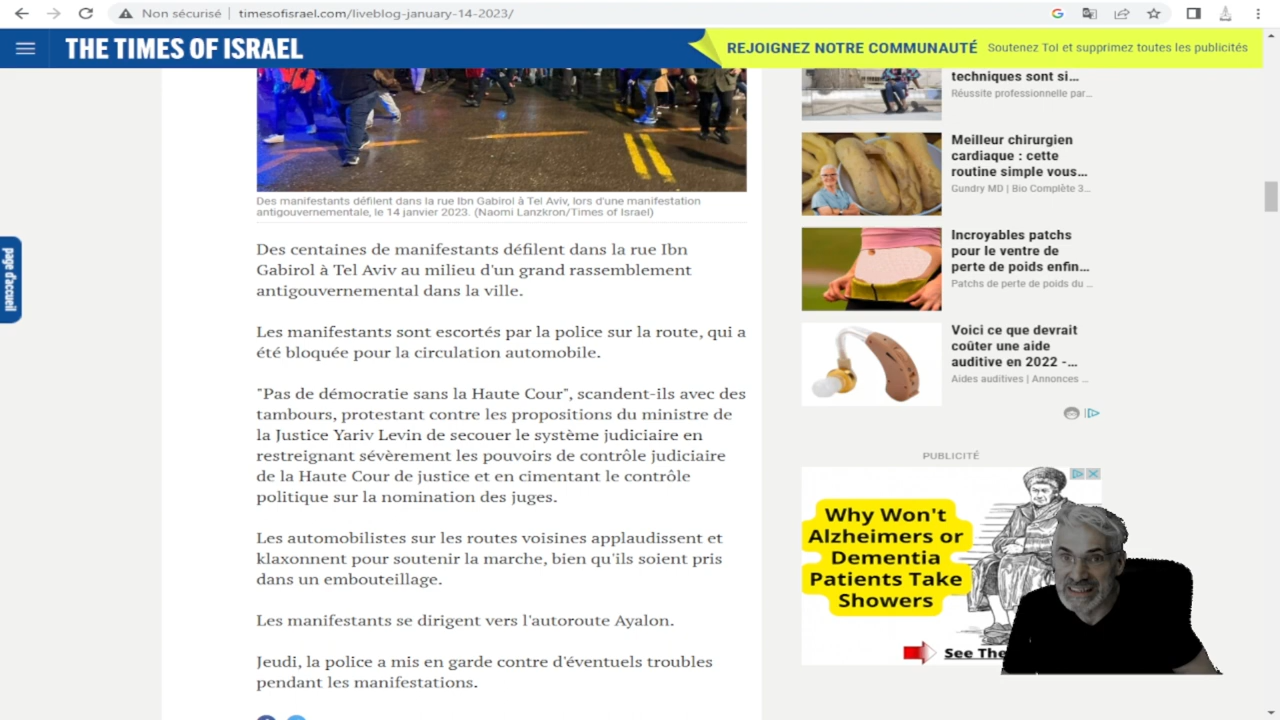 Non sécurisé
timesofisrael.com/liveblog-january-14-2023/
THE TIMES OF ISRAEL
REJOIGNEZ NOTRE COMMUNAUTÉ
Soutenez ToI et supprimez toutes les publicités
page d'accueil
Des manifestants défilent dans la rue Ibn Gabirol à Tel Aviv, lors d'une manifestation
antigouvernementale, le 14 janvier 2023. (Naomi Lanzkron/Times of Israel)
Des centaines de manifestants défilent dans la rue Ibn
Gabirol à Tel Aviv au milieu d'un grand rassemblement
antigouvernemental dans la ville.
Les manifestants sont escortés par la police sur la route, qui a
été bloquée pour la circulation automobile.
"Pas de démocratie sans la Haute Cour", scandent-ils avec des
tambours, protestant contre les propositions du ministre de
la Justice Yariv Levin de secouer le système judiciaire en
restreignant sévèrement les pouvoirs de contrôle judiciaire
de la Haute Cour de justice et en cimentant le contrôle
politique sur la nomination des juges.
Les automobilistes sur les routes voisines applaudissent et
klaxonnent pour soutenir la marche, bien qu'ils soient pris
dans un embouteillage.
Les manifestants se dirigent vers l'autoroute Ayalon.
Jeudi, la police a mis en garde contre d'éventuels troubles
pendant les manifestations.
techniques sont si...
Réussite professionnelle par...
Meilleur chirurgien
cardiaque : cette
routine simple vous...
Gundry MD | Bio Complète 3...
Incroyables patchs
pour le ventre de
perte de poids enfin...
Patchs de perte de poids du ...
Voici ce que devrait
coûter une aide
auditive en 2022 -...
Aides auditives | Annonces ...
PUBLICITÉ
Why Won't
Alzheimers or
Dementia
Patients Take
Showers
See The